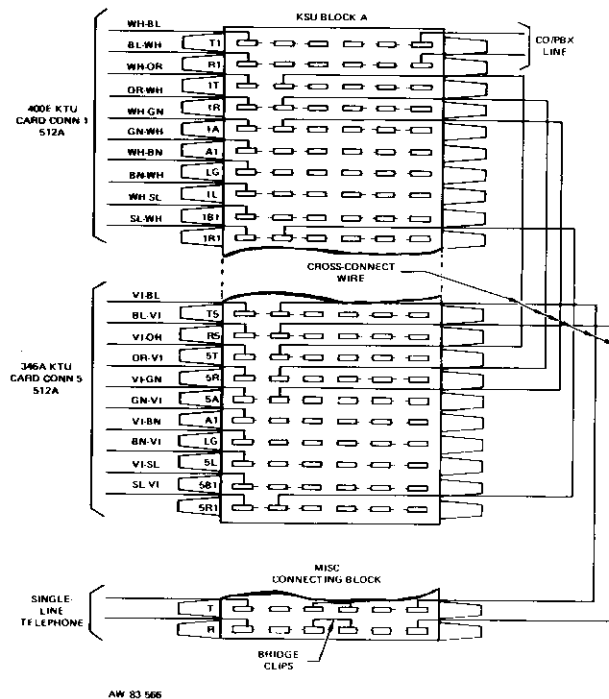 KSU BLOCK A
WH-BL
BL-WH
WH-OR
OR-WH
WH GN
GN-WH
WH-BN
BN-WH
WH SL
SL-WH
400E KTU
CARD CONN 1
512A
T1
R1
1T
1R
1A
A1
LG
1L
1B1
1R1
CO/PBX
LINE
CROSS-CONNECT
WIRE
VI-BL
BL-VI
VI-OR
OR-VI
VI-GN
GN-VI
VI-BN
BN-VI
VI-SL
SL VI
346A KTU
CARD CONN 5
512A
T5
R5
5T
5R
5A
A1
LG
5L
5B1
5R1
MISC
CONNECTING BLOCK
SINGLE-
LINE
TELEPHONE
T
R
BRIDGE
CLIPS
AW 83 566